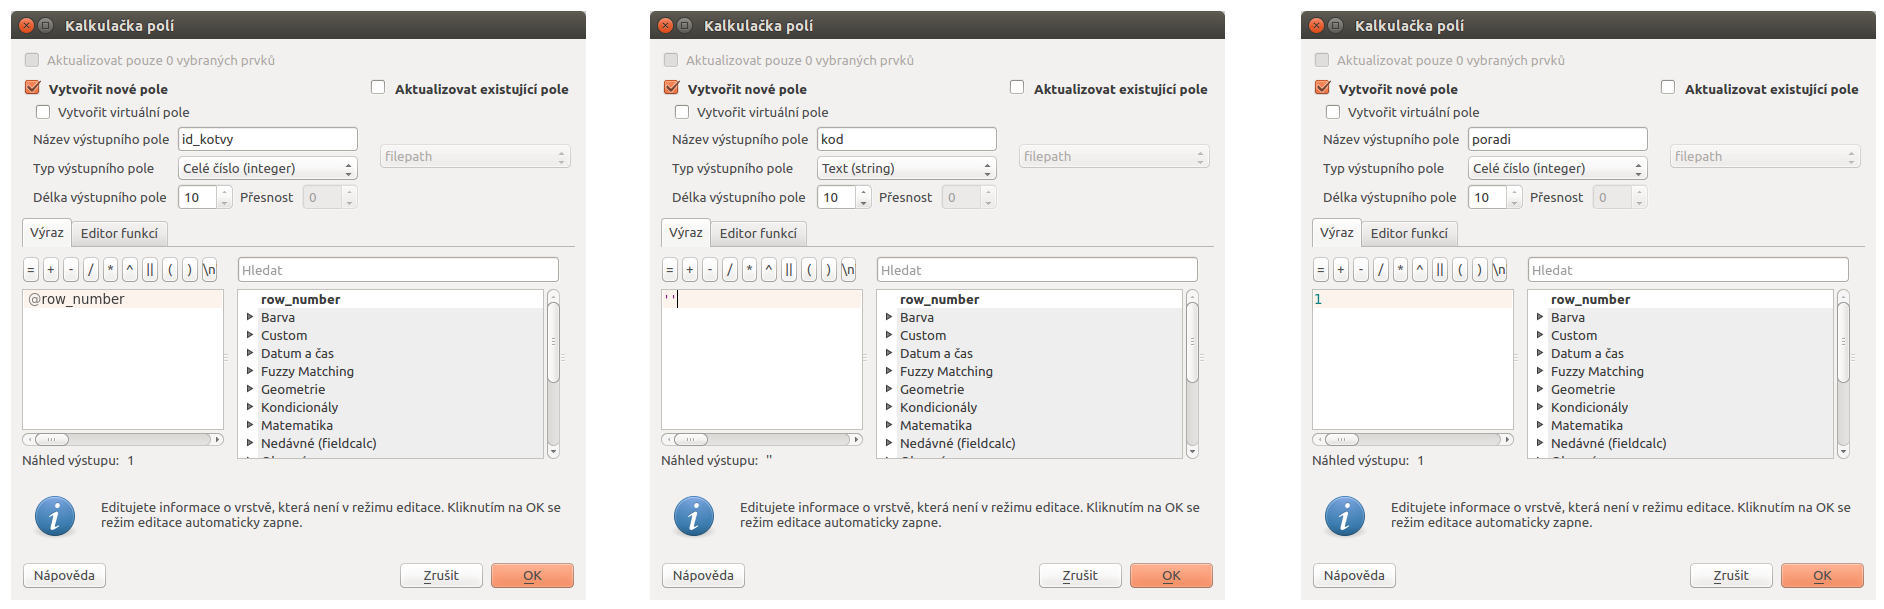 Kalkulačka polí
Aktualizovat pouze 0 vybraných prvků
Vytvořit nové pole
Aktualizovat existující pole
Vytvořit virtuální pole
Název výstupního pole id_kotvy
filepath
Typ výstupního pole Celé číslo (integer)
Délka výstupního pole 10 Přesnost 0
Výraz Editor funkcí
= + - / * ^ || ( ) \n Hledat
@row_number
row_number
Barva
Custom
Datum a čas
Fuzzy Matching
Geometrie
Kondicionály
Matematika
Nedávné (fieldcalc)
Náhled výstupu: 1
Editujete informace o vrstvě, která není v režimu editace. Kliknutím na OK se
režim editace automaticky zapne.
Nápověda Zrušit OK
Kalkulačka polí
Aktualizovat pouze 0 vybraných prvků
Vytvořit nové pole
Aktualizovat existující pole
Vytvořit virtuální pole
Název výstupního pole kod
filepath
Typ výstupního pole Text (string)
Délka výstupního pole 10 Přesnost 0
Výraz Editor funkcí
= + - / * ^ || ( ) \n Hledat
''
row_number
Barva
Custom
Datum a čas
Fuzzy Matching
Geometrie
Kondicionály
Matematika
Nedávné (fieldcalc)
Náhled výstupu: ''
Editujete informace o vrstvě, která není v režimu editace. Kliknutím na OK se
režim editace automaticky zapne.
Nápověda Zrušit OK
Kalkulačka polí
Aktualizovat pouze 0 vybraných prvků
Vytvořit nové pole
Aktualizovat existující pole
Vytvořit virtuální pole
Název výstupního pole poradi
filepath
Typ výstupního pole Celé číslo (integer)
Délka výstupního pole 10 Přesnost 0
Výraz Editor funkcí
= + - / * ^ || ( ) \n Hledat
1
row_number
Barva
Custom
Datum a čas
Fuzzy Matching
Geometrie
Kondicionály
Matematika
Nedávné (fieldcalc)
Náhled výstupu: 1
Editujete informace o vrstvě, která není v režimu editace. Kliknutím na OK se
režim editace automaticky zapne.
Nápověda Zrušit OK